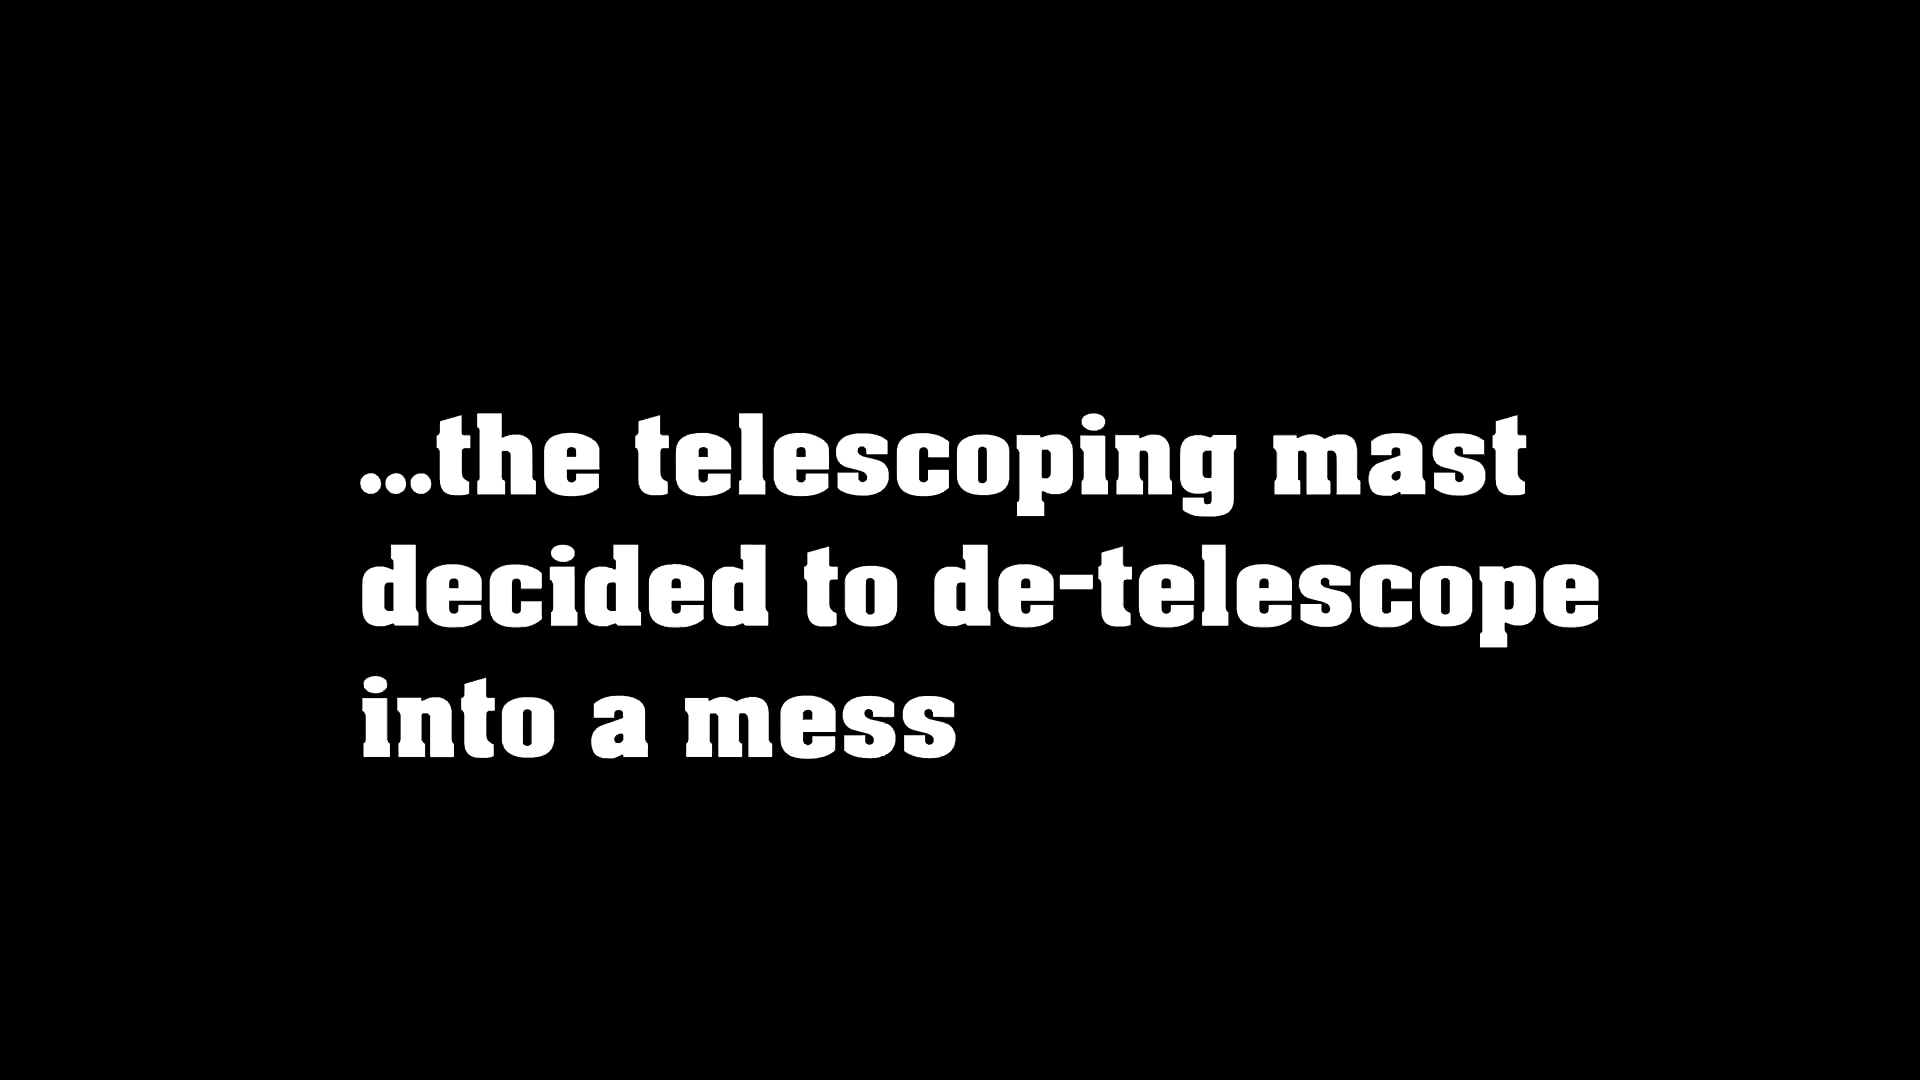 ...the telescoping mast
decided to de-telescope
into a mess